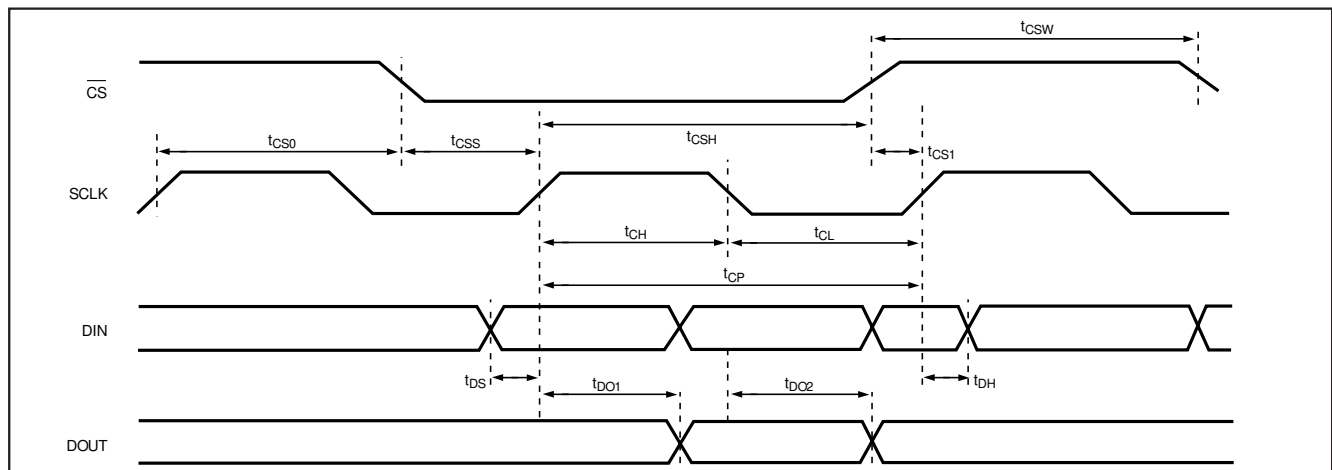 tCSW
CS
tCSH
tCS0
tCSS
tCS1
SCLK
tCH
tCL
tCP
DIN
tDS
tDO1
tDO2
tDH
DOUT